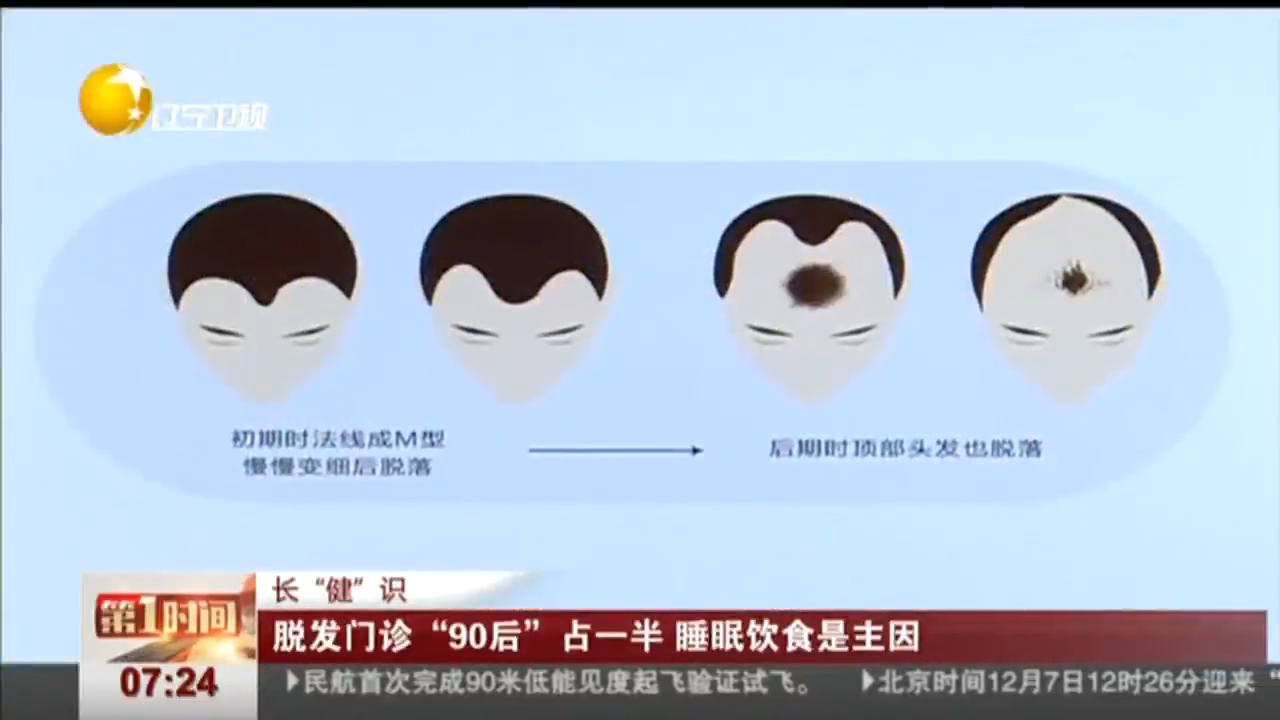 辽宁卫视
初期时法线成M型
慢慢变细后脱落
后期时顶部头发也脱落
长“健”识
第1时间
脱发门诊“90后”占一半 睡眠饮食是主因
07:24
民航首次完成90米低能见度起飞验证试飞。 北京时间12月7日12时26分迎来“